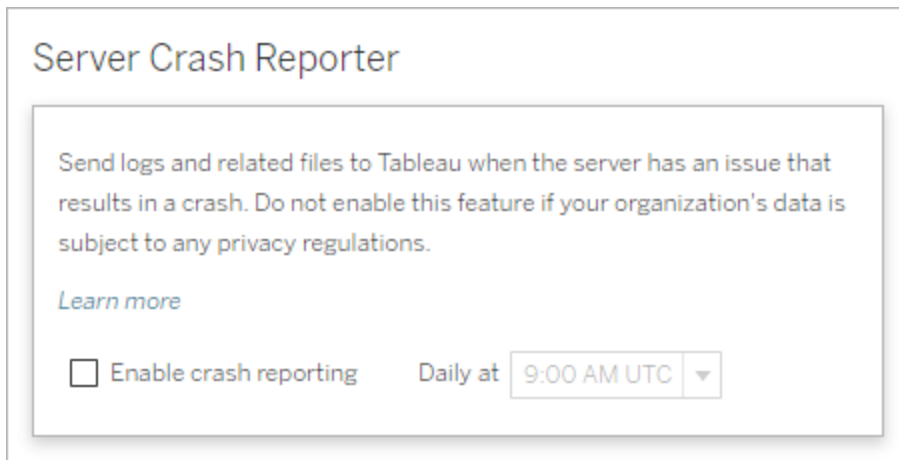 Server Crash Reporter
Send logs and related files to Tableau when the server has an issue that
results in a crash. Do not enable this feature if your organization's data is
subject to any privacy regulations.
Learn more
Enable crash reporting Daily at 9:00 AM UTC